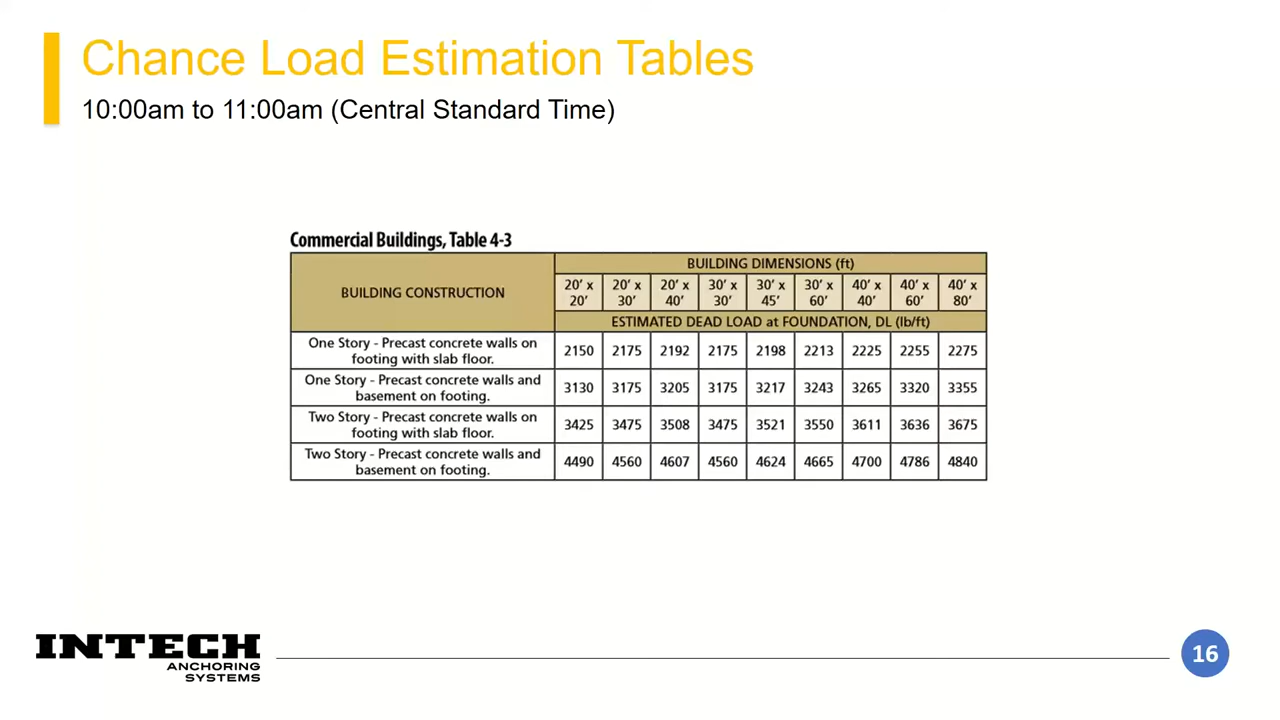 Chance Load Estimation Tables
10:00am to 11:00am (Central Standard Time)
Commercial Buildings, Table 4-3
BUILDING CONSTRUCTION
BUILDING DIMENSIONS (ft)
20' x 20' 20' x 30' 20' x 40' 30' x 30' 30' x 45' 30' x 60' 40' x 40' 40' x 60' 40' x 80'
ESTIMATED DEAD LOAD at FOUNDATION, DL (lb/ft)
One Story - Precast concrete walls on
footing with slab floor.
2150 2175 2192 2175 2198 2213 2225 2255 2275
One Story - Precast concrete walls and
basement on footing.
3130 3175 3205 3175 3217 3243 3265 3320 3355
Two Story - Precast concrete walls on
footing with slab floor.
3425 3475 3508 3475 3521 3550 3611 3636 3675
Two Story - Precast concrete walls and
basement on footing.
4490 4560 4607 4560 4624 4665 4700 4786 4840
INTECH
ANCHORING
SYSTEMS
16